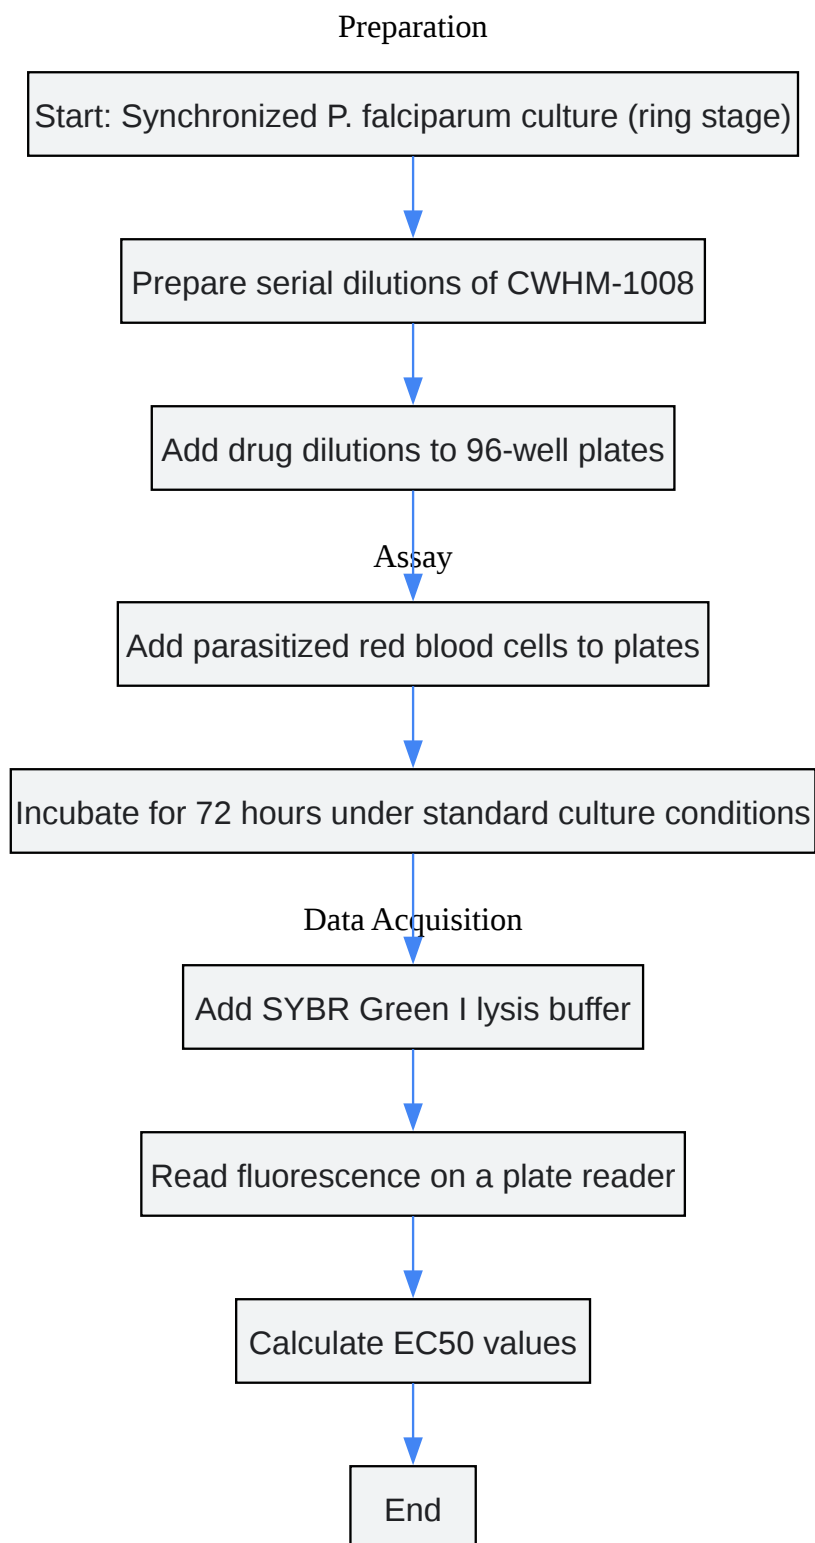 Preparation
Start: Synchronized P. falciparum culture (ring stage)
Prepare serial dilutions of CWHM-1008
Add drug dilutions to 96-well plates
Assay
Add parasitized red blood cells to plates
Incubate for 72 hours under standard culture conditions
Data Acquisition
Add SYBR Green I lysis buffer
Read fluorescence on a plate reader
Calculate EC50 values
End